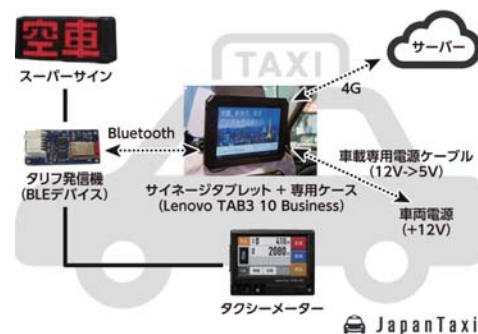 空車
TAXI
サーバー
スーパーサイン
4G
Bluetooth
車載専用電源ケーブル
(12V->5V)
タリフ発信機
(BLEデバイス)
サイネージタブレット + 専用ケース
(Lenovo TAB3 10 Business)
車両電源
(+12V)
2080
タクシーメーター
JapanTaxi